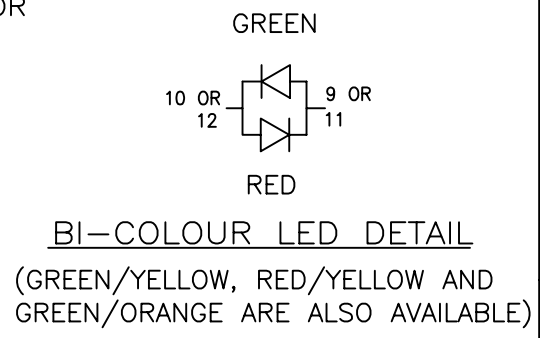 OR
GREEN
10 OR
12
9 OR
11
RED
BI-COLOUR LED DETAIL
(GREEN/YELLOW, RED/YELLOW AND
GREEN/ORANGE ARE ALSO AVAILABLE)